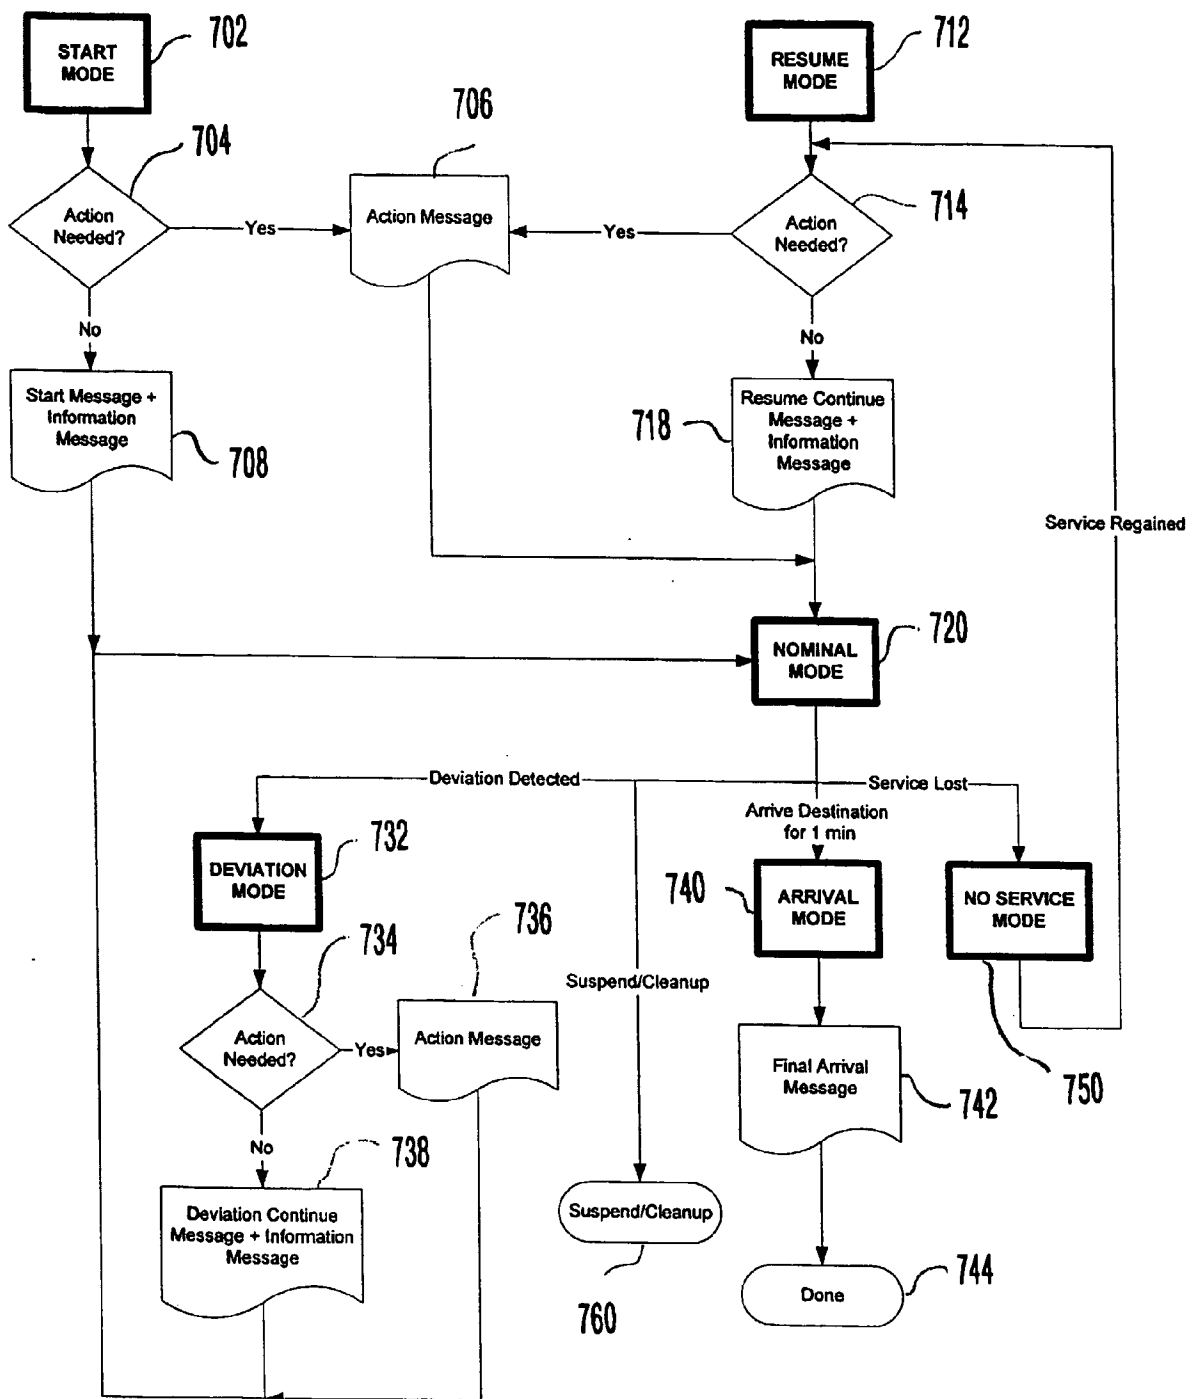 START
MODE
702
RESUME
MODE
712
706
704
Action
Needed?
Yes
Action Message
Yes
Action
Needed?
714
No
No
Start Message +
Information
Message
708
718
Resume Continue
Message +
Information
Message
Service Regained
NOMINAL
MODE
720
Deviation Detected
Service Lost
Arrive Destination
for 1 min
DEVIATION
MODE
732
740
ARRIVAL
MODE
NO SERVICE
MODE
750
734
736
Suspend/Cleanup
Action
Needed?
Yes
Action Message
Final Arrival
Message
742
No
738
Deviation Continue
Message + Information
Message
Suspend/Cleanup
760
Done
744